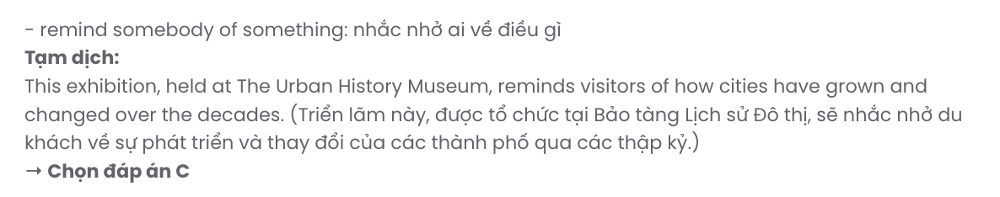 - remind somebody of something: nhắc nhở ai về điều gì
Tạm dịch:
This exhibition, held at The Urban History Museum, reminds visitors of how cities have grown and
changed over the decades. (Triển lãm này, được tổ chức tại Bảo tàng Lịch sử Đô thị, sẽ nhắc nhở du
khách về sự phát triển và thay đổi của các thành phố qua các thập kỷ.)
→ Chọn đáp án C